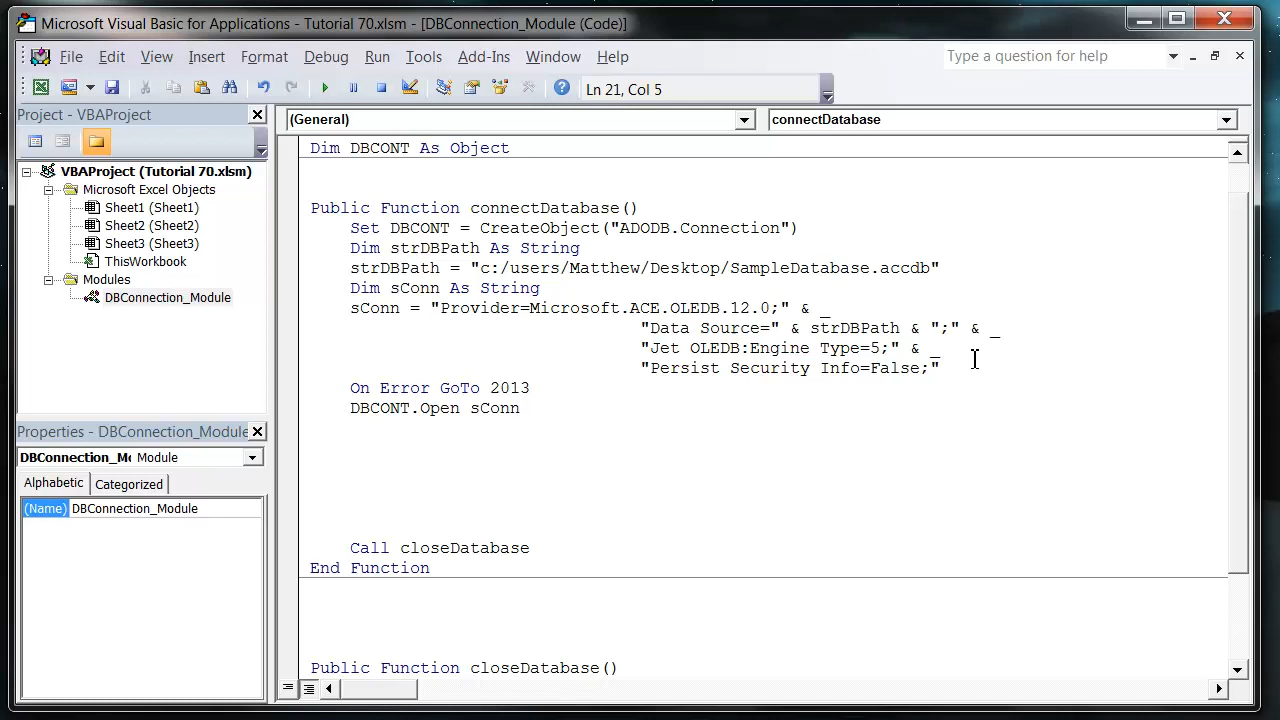 Microsoft Visual Basic for Applications - Tutorial 70.xlsm - [DBConnection_Module (Code)]
File Edit View Insert Format Debug Run Tools Add-Ins Window Help
Type a question for help
Ln 21, Col 5
Project - VBAProject
(General)
connectDatabase
VBAProject (Tutorial 70.xlsm)
Microsoft Excel Objects
Sheet1 (Sheet1)
Sheet2 (Sheet2)
Sheet3 (Sheet3)
ThisWorkbook
Modules
DBConnection_Module
Properties - DBConnection_Module
DBConnection_Mo Module
Alphabetic Categorized
(Name) DBConnection_Module
Dim DBCONT As Object
Public Function connectDatabase()
Set DBCONT = CreateObject("ADODB.Connection")
Dim strDBPath As String
strDBPath = "c:/users/Matthew/Desktop/SampleDatabase.accdb"
Dim sConn As String
sConn = "Provider=Microsoft.ACE.OLEDB.12.0;" & _
"Data Source=" & strDBPath & ";" & _
"Jet OLEDB:Engine Type=5;" & _
"Persist Security Info=False;"
On Error GoTo 2013
DBCONT.Open sConn
Call closeDatabase
End Function
Public Function closeDatabase()